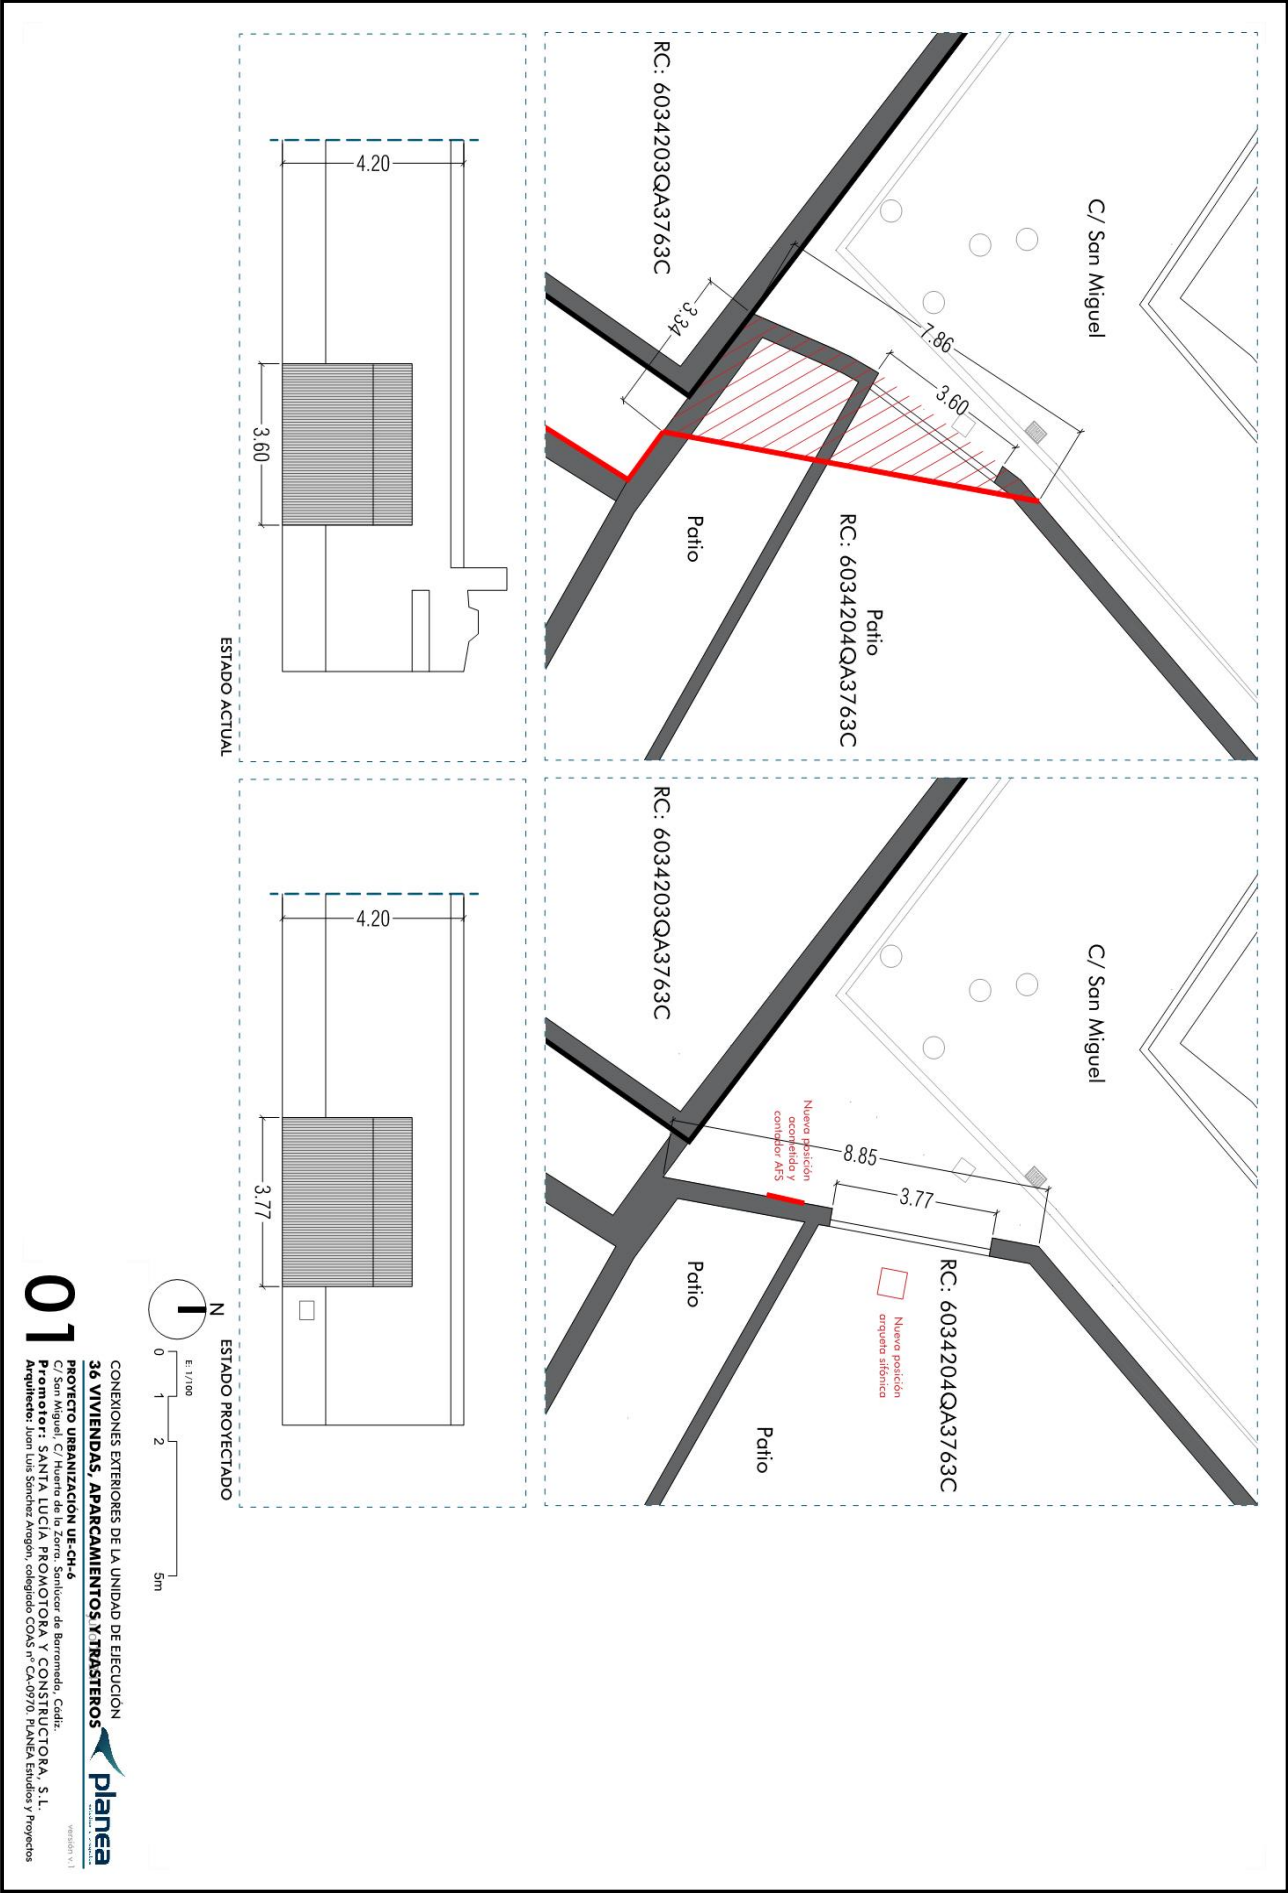 C/ San Miguel
RC: 6034203QA3763C
7.86
3.60
3.34
Patio
RC: 6034204QA3763C
Patio
4.20
3.60
ESTADO ACTUAL
C/ San Miguel
RC: 6034203QA3763C
8.85
3.77
Nueva posición
acometida y
contador AFS
RC: 6034204QA3763C
Nueva posición
arqueta sifónica
Patio
Patio
4.20
3.77
ESTADO PROYECTADO
N
E: 1/100
0 1 2 5m
01
CONEXIONES EXTERIORES DE LA UNIDAD DE EJECUCIÓN
36 VIVIENDAS, APARCAMIENTOS Y TRASTEROS
PROYECTO URBANIZACIÓN UE-CH-6
C/ San Miguel, C/ Huerta de la Zorra. Sanlúcar de Barrameda, Cádiz.
Promotor: SANTA LUCÍA PROMOTORA Y CONSTRUCTORA, S.L.
Arquitecto: Juan Luis Sánchez Aragón, colegiado COAS nº CA-0970. PLANEA Estudios y Proyectos
planea
versión v.1